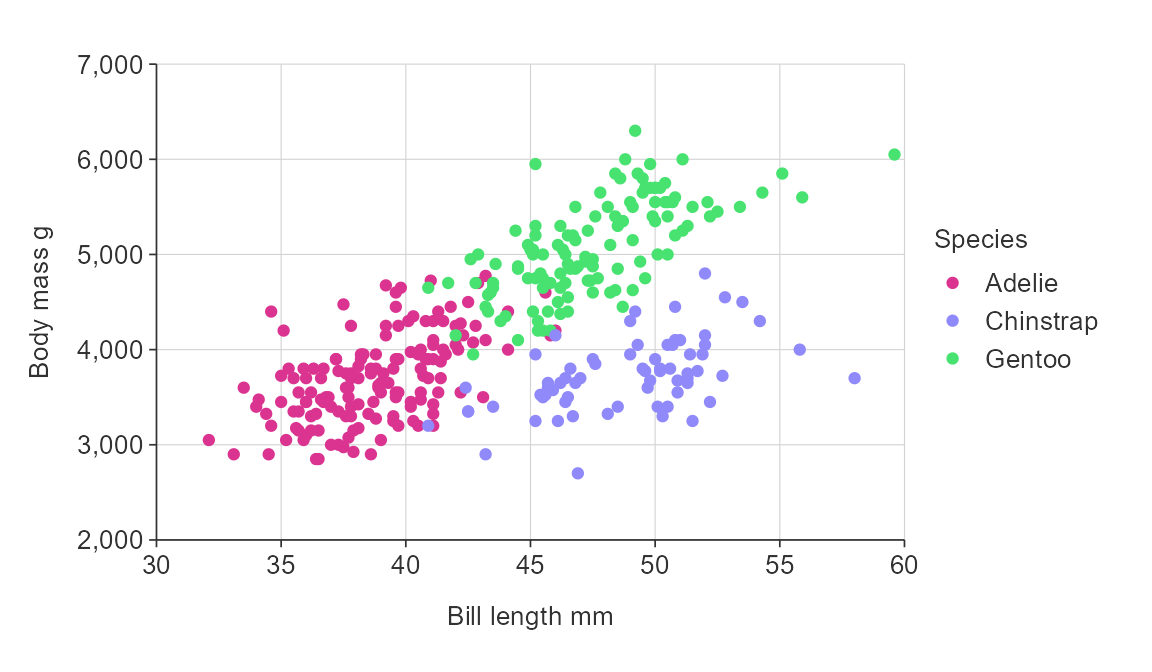 7,000
6,000
5,000
4,000
3,000
2,000
Body mass g
30 35 40 45 50 55 60
Bill length mm
Species
Adelie
Chinstrap
Gentoo